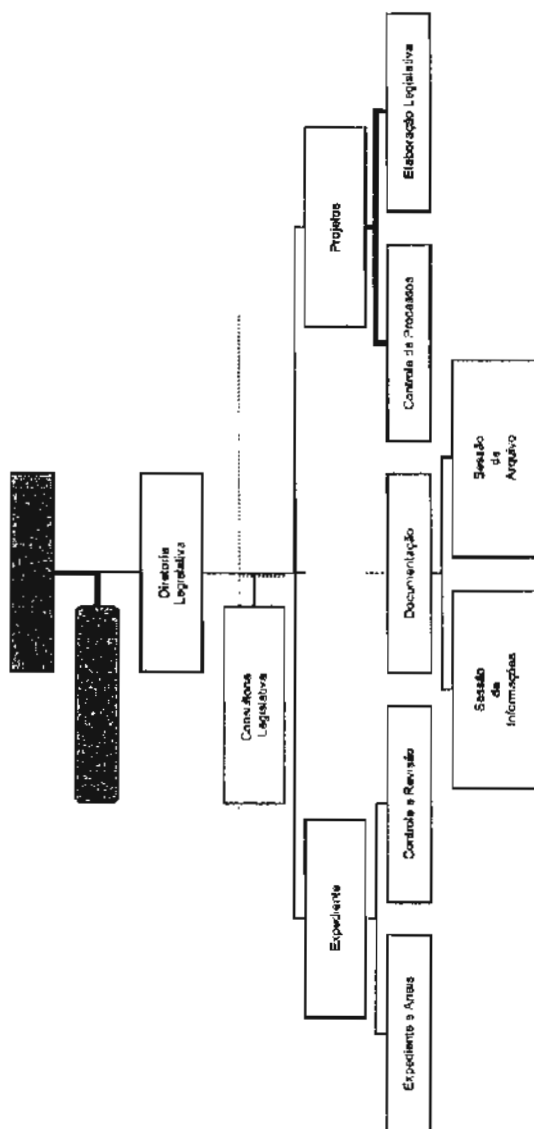 Diretoria
Legislativa
Consultoria
Legislativa
Expediente
Projetos
Expediente e Anais
Controle e Revisão
Documentação
Controle de Processos
Elaboração Legislativa
Sessão
de
Informações
Sessão
de
Arquivo